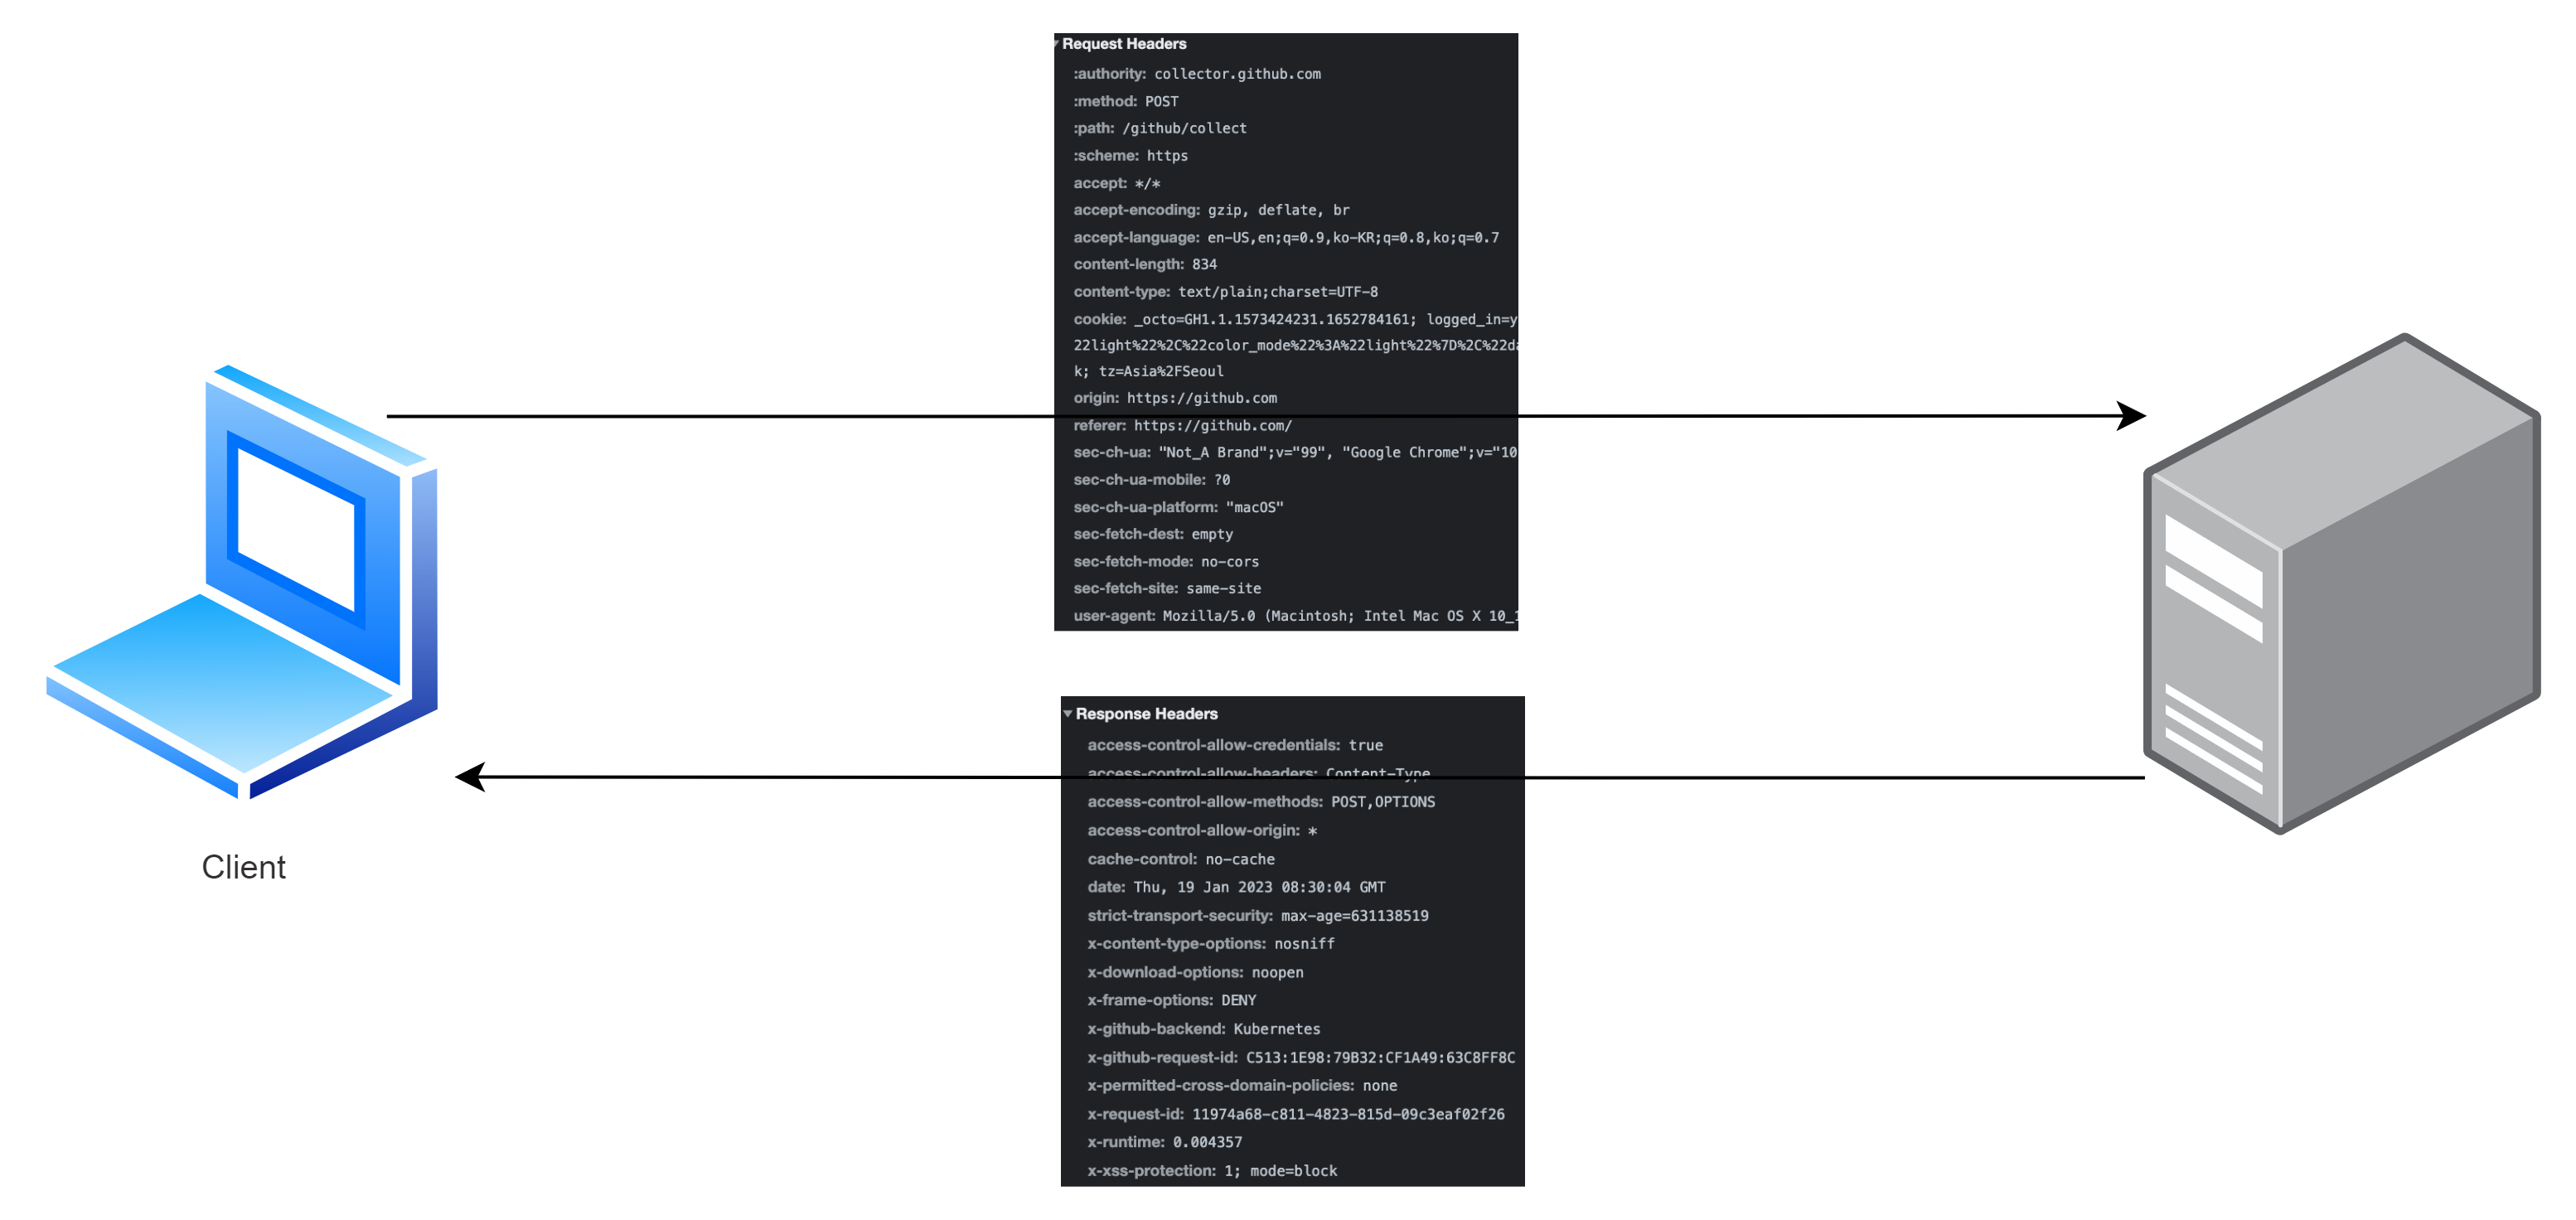 Request Headers
:authority: collector.github.com
:method: POST
:path: /github/collect
:scheme: https
accept: */*
accept-encoding: gzip, deflate, br
accept-language: en-US,en;q=0.9,ko-KR;q=0.8,ko;q=0.7
content-length: 834
content-type: text/plain;charset=UTF-8
cookie: _octo=GH1.1.1573424231.1652784161; logged_in=y
22light%22%2C%22color_mode%22%3A%22light%22%7D%2C%22da
k; tz=Asia%2FSeoul
origin: https://github.com
referer: https://github.com/
sec-ch-ua: "Not_A Brand";v="99", "Google Chrome";v="10
sec-ch-ua-mobile: ?0
sec-ch-ua-platform: "macOS"
sec-fetch-dest: empty
sec-fetch-mode: no-cors
sec-fetch-site: same-site
user-agent: Mozilla/5.0 (Macintosh; Intel Mac OS X 10_1
Response Headers
access-control-allow-credentials: true
access-control-allow-headers: Content-Type
access-control-allow-methods: POST,OPTIONS
access-control-allow-origin: *
cache-control: no-cache
date: Thu, 19 Jan 2023 08:30:04 GMT
strict-transport-security: max-age=631138519
x-content-type-options: nosniff
x-download-options: noopen
x-frame-options: DENY
x-github-backend: Kubernetes
x-github-request-id: C513:1E98:79B32:CF1A49:63C8FF8C
x-permitted-cross-domain-policies: none
x-request-id: 11974a68-c811-4823-815d-09c3eaf02f26
x-runtime: 0.004357
x-xss-protection: 1; mode=block
Client